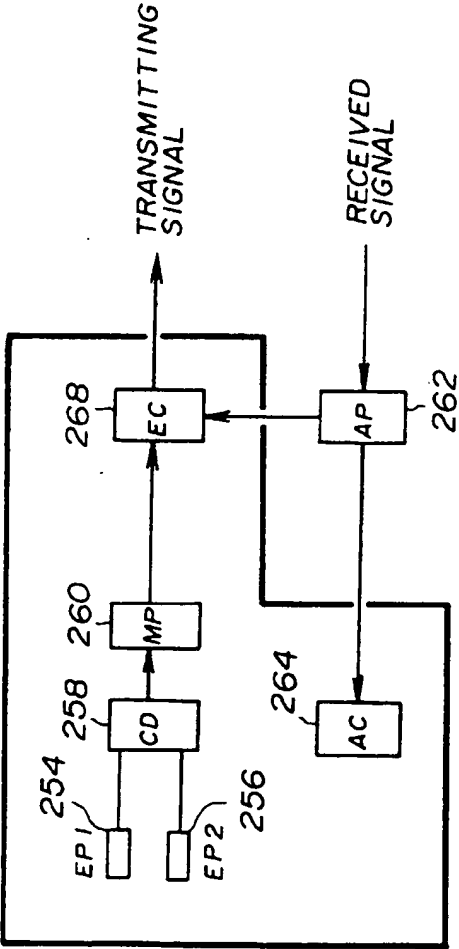 TRANSMITTING
SIGNAL
RECEIVED
SIGNAL
268
EC
AP
262
260
MP
258
CD
264
AC
254
EP1
EP2
256